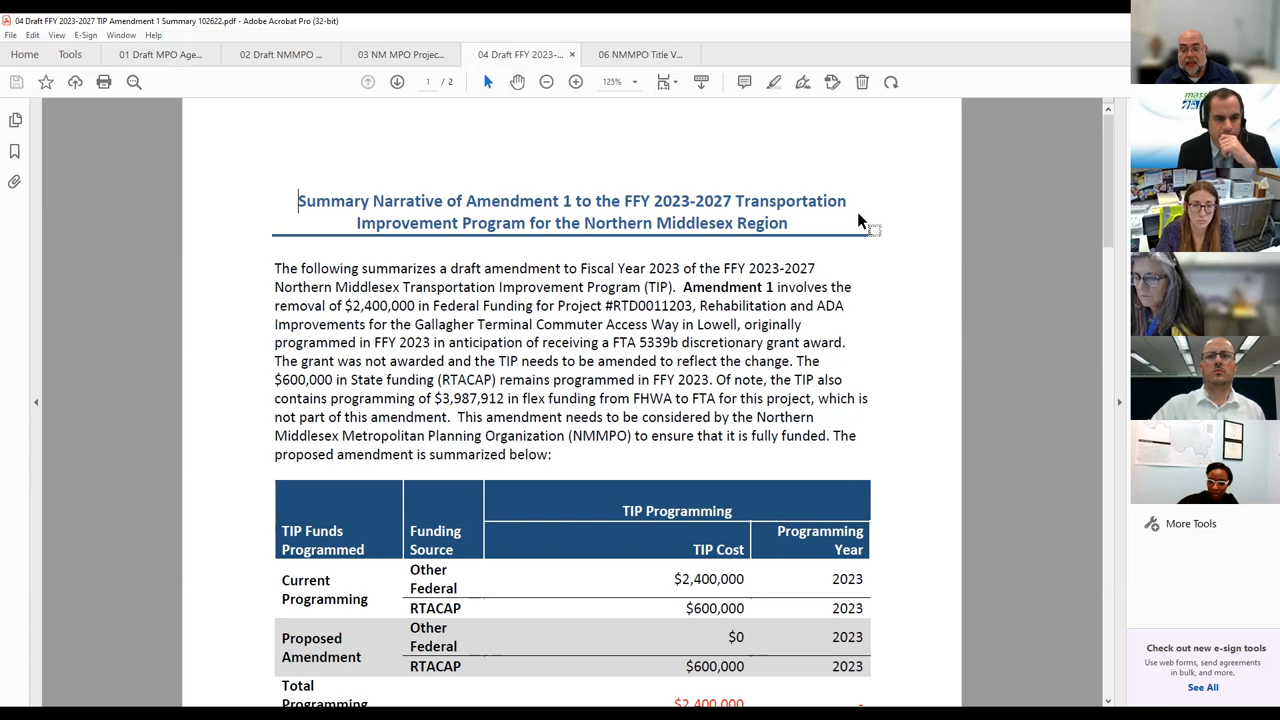 04 Draft FFY 2023-2027 TIP Amendment 1 Summary 102622.pdf - Adobe Acrobat Pro (32-bit)
File Edit View E-Sign Window Help
Home Tools 01 Draft MPO Age... 02 Draft NMMPO ... 03 NM MPO Projec... 04 Draft FFY 2023-... × 06 NMMPO Title V...
1 / 2 125%
Summary Narrative of Amendment 1 to the FFY 2023-2027 Transportation
Improvement Program for the Northern Middlesex Region
The following summarizes a draft amendment to Fiscal Year 2023 of the FFY 2023-2027
Northern Middlesex Transportation Improvement Program (TIP). Amendment 1 involves the
removal of $2,400,000 in Federal Funding for Project #RTD0011203, Rehabilitation and ADA
Improvements for the Gallagher Terminal Commuter Access Way in Lowell, originally
programmed in FFY 2023 in anticipation of receiving a FTA 5339b discretionary grant award.
The grant was not awarded and the TIP needs to be amended to reflect the change. The
$600,000 in State funding (RTACAP) remains programmed in FFY 2023. Of note, the TIP also
contains programming of $3,987,912 in flex funding from FHWA to FTA for this project, which is
not part of this amendment. This amendment needs to be considered by the Northern
Middlesex Metropolitan Planning Organization (NMMPO) to ensure that it is fully funded. The
proposed amendment is summarized below:
TIP Programming
TIP Funds Funding Programming
Programmed Source TIP Cost Year
Current Other
Programming Federal $2,400,000 2023
RTACAP $600,000 2023
Proposed Other
Amendment Federal $0 2023
RTACAP $600,000 2023
Total
Programming $2,400,000 -
More Tools
Check out new e-sign tools
Use web forms, send agreements
in bulk, and more.
See All